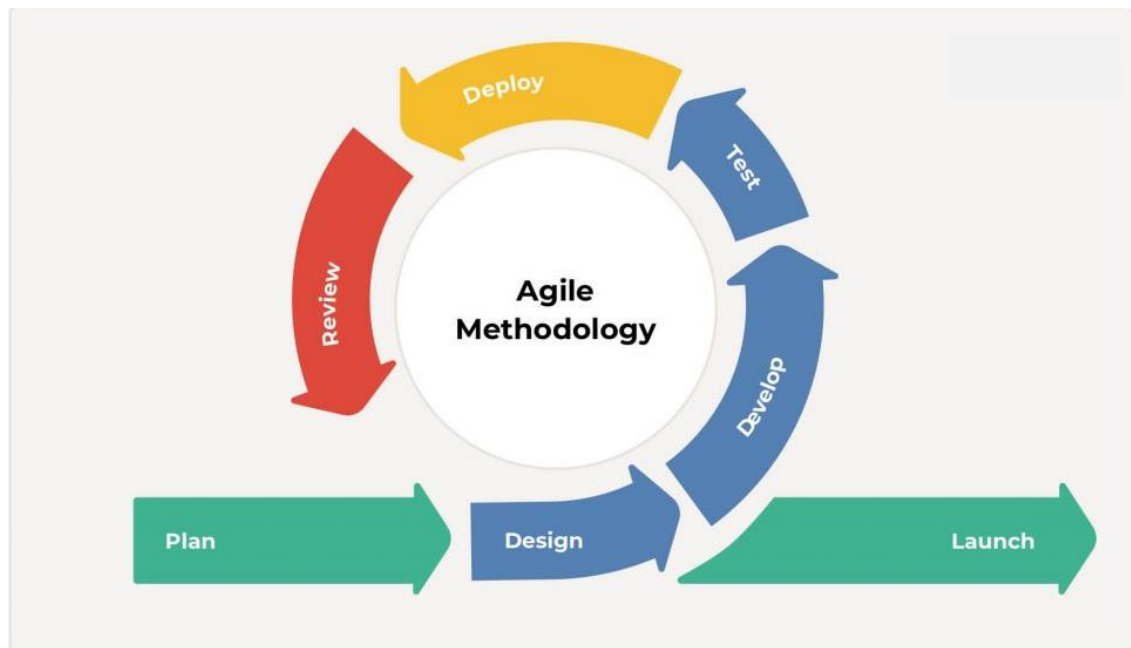 Deploy
Test
Review
Agile
Methodology
Develop
Plan
Design
Launch